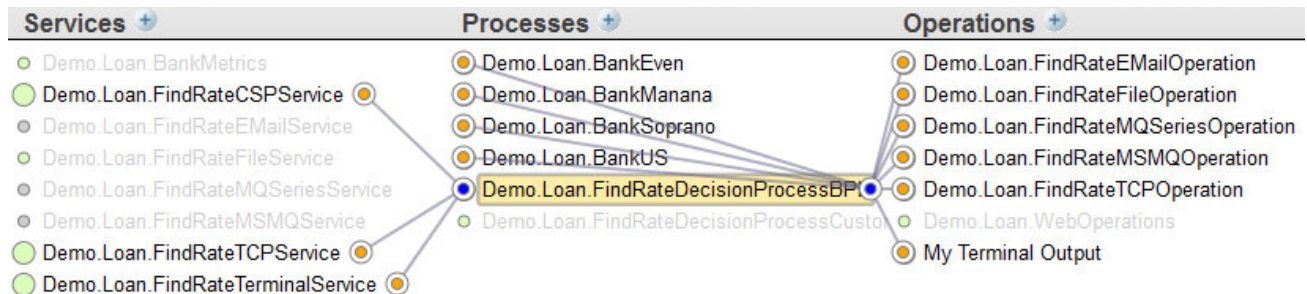 Services Processes Operations
Demo.Loan.BankMetrics
Demo.Loan.FindRateCSPService
Demo.Loan.FindRateEMailService
Demo.Loan.FindRateFileService
Demo.Loan.FindRateMQSeriesService
Demo.Loan.FindRateMSMQService
Demo.Loan.FindRateTCPService
Demo.Loan.FindRateTerminalService
Demo.Loan.BankEven
Demo.Loan.BankManana
Demo.Loan.BankSoprano
Demo.Loan.BankUS
Demo.Loan.FindRateDecisionProcessBP
Demo.Loan.FindRateDecisionProcessCustor
Demo.Loan.FindRateEMailOperation
Demo.Loan.FindRateFileOperation
Demo.Loan.FindRateMQSeriesOperation
Demo.Loan.FindRateMSMQOperation
Demo.Loan.FindRateTCPOperation
Demo.Loan.WebOperations
My Terminal Output